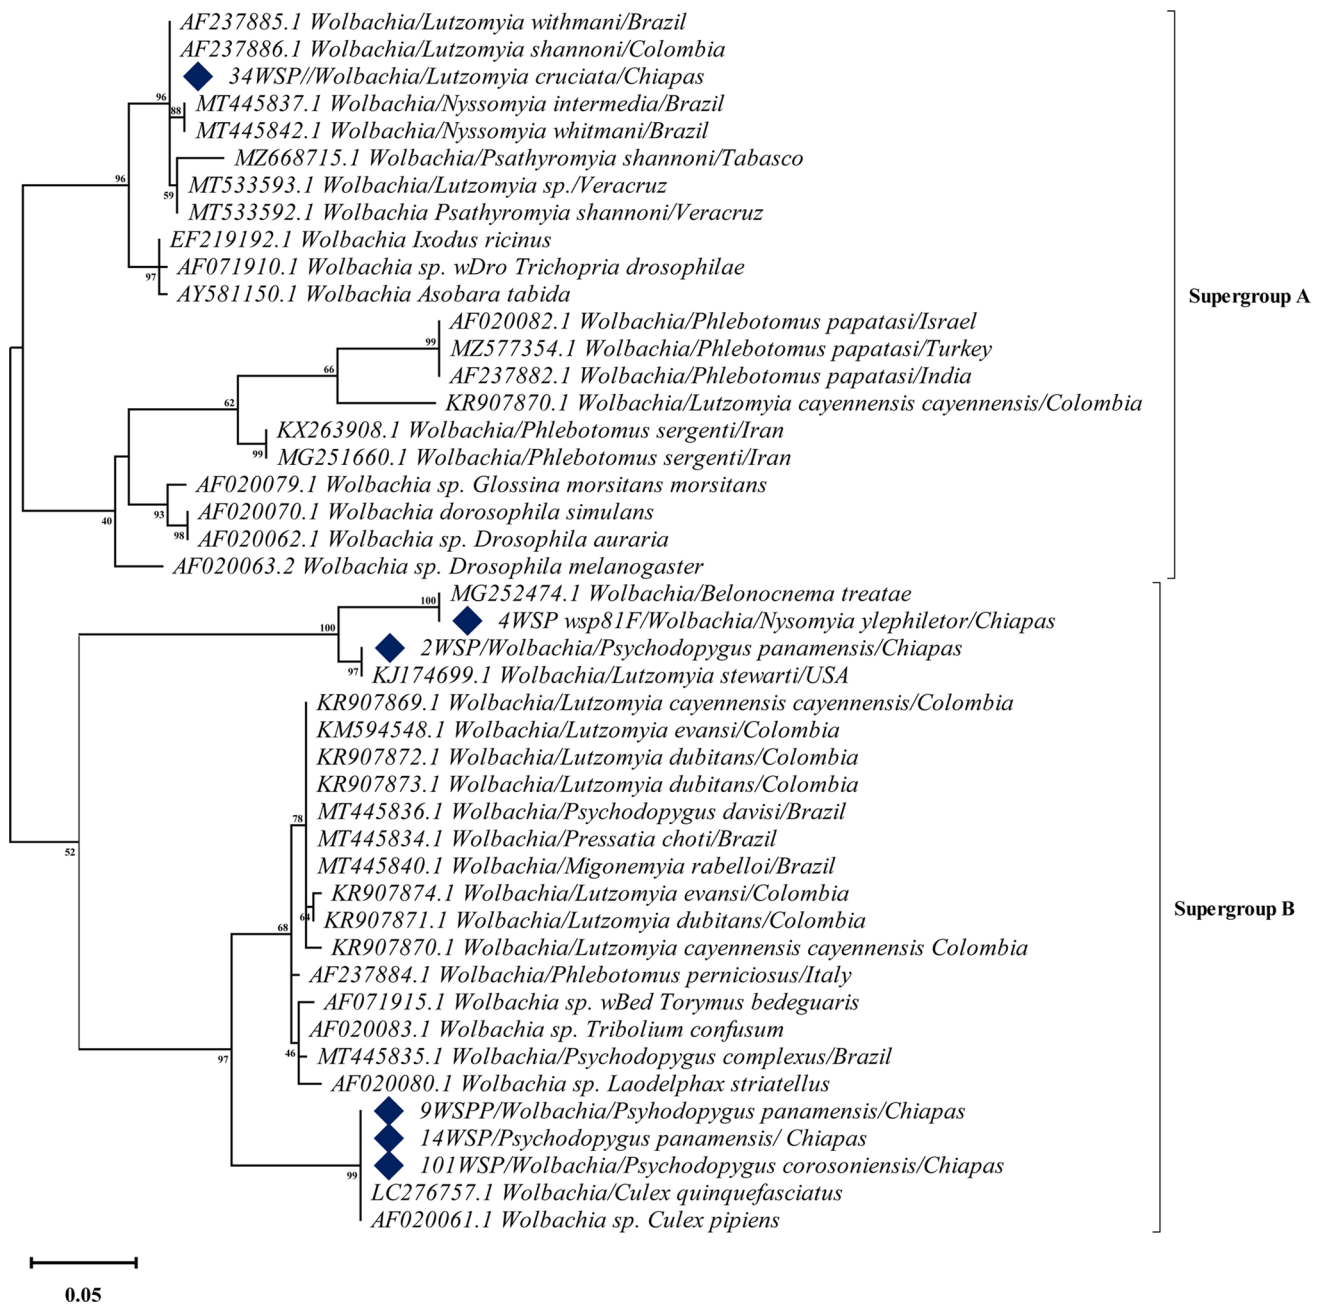 AF237885.1 Wolbachia/Lutzomyia withmani/Brazil
AF237886.1 Wolbachia/Lutzomyia shannoni/Colombia
34WSP//Wolbachia/Lutzomyia cruciata/Chiapas
96
MT445837.1 Wolbachia/Nyssomyia intermedia/Brazil
88
MT445842.1 Wolbachia/Nyssomyia whitmani/Brazil
MZ668715.1 Wolbachia/Psathyromyia shannoni/Tabasco
96
MT533593.1 Wolbachia/Lutzomyia sp./Veracruz
59
MT533592.1 Wolbachia Psathyromyia shannoni/Veracruz
EF219192.1 Wolbachia Ixodus ricinus
AF071910.1 Wolbachia sp. wDro Trichopria drosophilae
97
AY581150.1 Wolbachia Asobara tabida
Supergroup A
AF020082.1 Wolbachia/Phlebotomus papatasi/Israel
99
MZ577354.1 Wolbachia/Phlebotomus papatasi/Turkey
66
AF237882.1 Wolbachia/Phlebotomus papatasi/India
62
KR907870.1 Wolbachia/Lutzomyia cayennensis cayennensis/Colombia
KX263908.1 Wolbachia/Phlebotomus sergenti/Iran
99
MG251660.1 Wolbachia/Phlebotomus sergenti/Iran
AF020079.1 Wolbachia sp. Glossina morsitans morsitans
93
AF020070.1 Wolbachia dorosophila simulans
40
98
AF020062.1 Wolbachia sp. Drosophila auraria
AF020063.2 Wolbachia sp. Drosophila melanogaster
MG252474.1 Wolbachia/Belonocnema treatae
100
4WSP wsp81F/Wolbachia/Nysomyia ylephiletor/Chiapas
100
2WSP/Wolbachia/Psychodopygus panamensis/Chiapas
97
KJ174699.1 Wolbachia/Lutzomyia stewarti/USA
KR907869.1 Wolbachia/Lutzomyia cayennensis cayennensis/Colombia
KM594548.1 Wolbachia/Lutzomyia evansi/Colombia
KR907872.1 Wolbachia/Lutzomyia dubitans/Colombia
KR907873.1 Wolbachia/Lutzomyia dubitans/Colombia
MT445836.1 Wolbachia/Psychodopygus davisi/Brazil
78
MT445834.1 Wolbachia/Pressatia choti/Brazil
52
MT445840.1 Wolbachia/Migonemyia rabelloi/Brazil
KR907874.1 Wolbachia/Lutzomyia evansi/Colombia
Supergroup B
64
KR907871.1 Wolbachia/Lutzomyia dubitans/Colombia
68
KR907870.1 Wolbachia/Lutzomyia cayennensis cayennensis Colombia
AF237884.1 Wolbachia/Phlebotomus perniciosus/Italy
AF071915.1 Wolbachia sp. wBed Torymus bedeguaris
AF020083.1 Wolbachia sp. Tribolium confusum
46
MT445835.1 Wolbachia/Psychodopygus complexus/Brazil
97
AF020080.1 Wolbachia sp. Laodelphax striatellus
9WSPP/Wolbachia/Psyhodopygus panamensis/Chiapas
14WSP/Psychodopygus panamensis/ Chiapas
101WSP/Wolbachia/Psychodopygus corosoniensis/Chiapas
99
LC276757.1 Wolbachia/Culex quinquefasciatus
AF020061.1 Wolbachia sp. Culex pipiens
0.05